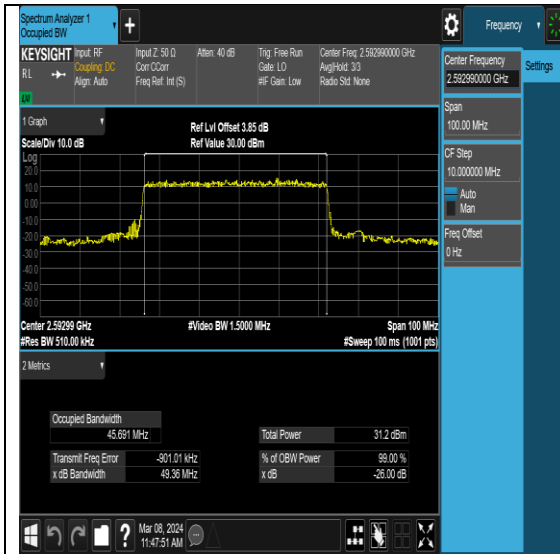 Spectrum Analyzer 1
Occupied BW
Frequency
KEYSIGHT
Input: RF
Coupling: DC
Align: Auto
Input Z: 50 Ω
Corr CCorr
Freq Ref: Int (S)
Atten: 40 dB
Trig: Free Run
Gate: LO
#IF Gain: Low
Center Freq: 2.592990000 GHz
Avg|Hold: 3/3
Radio Std: None
R L
LNI
Center Frequency
2.592990000 GHz
Settings
Span
100.00 MHz
CF Step
10.000000 MHz
Auto
Man
Freq Offset
0 Hz
1 Graph
Scale/Div 10.0 dB
Ref Lvl Offset 3.85 dB
Ref Value 30.00 dBm
Log
20.0
10.0
0.00
-10.0
-20.0
-30.0
-40.0
-50.0
-60.0
Center 2.59299 GHz
#Video BW 1.5000 MHz
Span 100 MHz
#Res BW 510.00 kHz
#Sweep 100 ms (1001 pts)
2 Metrics
Occupied Bandwidth
45.691 MHz
Total Power 31.2 dBm
Transmit Freq Error -901.01 kHz
% of OBW Power 99.00 %
x dB Bandwidth 49.36 MHz
x dB -26.00 dB
?
Mar 08, 2024
11:47:51 AM